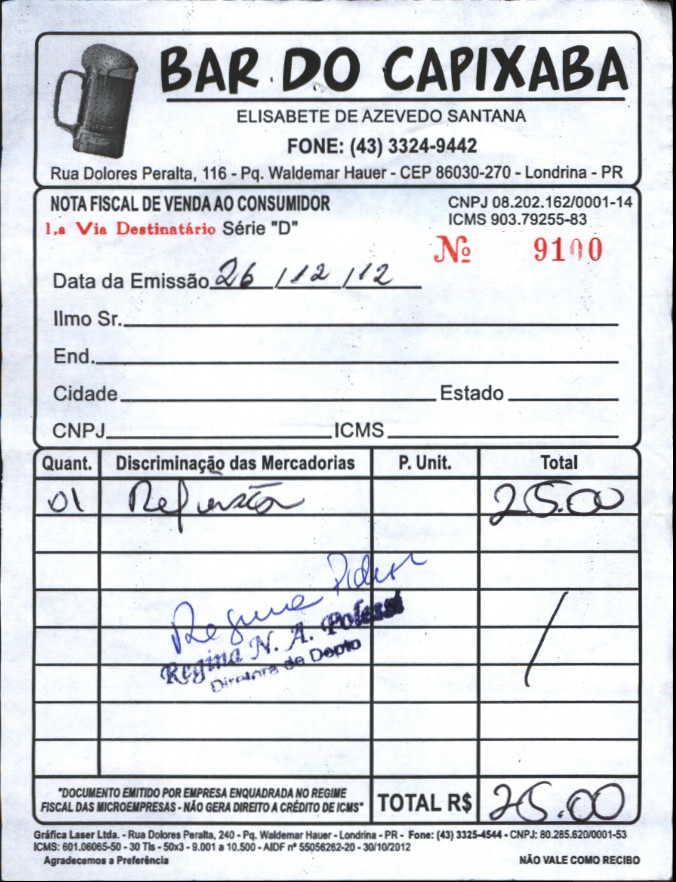 BAR DO CAPIXABA
ELISABETE DE AZEVEDO SANTANA
FONE: (43) 3324-9442
Rua Dolores Peralta, 116 - Pq. Waldemar Hauer - CEP 86030-270 - Londrina - PR
NOTA FISCAL DE VENDA AO CONSUMIDOR
CNPJ 08.202.162/0001-14
1.a Via Destinatário Série "D"
ICMS 903.79255-83
Nº 9100
Data da Emissão 26 / 12 / 12
Ilmo Sr.
End.
Cidade Estado
CNPJ ICMS
Quant. Discriminação das Mercadorias P. Unit. Total
01 Refeição 25.00
Regina
Regina N. A. Polessi
Diretora de Depto
"DOCUMENTO EMITIDO POR EMPRESA ENQUADRADA NO REGIME
FISCAL DAS MICROEMPRESAS - NÃO GERA DIREITO A CRÉDITO DE ICMS"
TOTAL R$ 25.00
Gráfica Laser Ltda. - Rua Dolores Peralta, 240 - Pq. Waldemar Hauer - Londrina - PR - Fone: (43) 3325-4544 - CNPJ: 80.285.620/0001-53
ICMS: 601.06065-50 - 30 Tls - 50x3 - 9.001 a 10.500 - AIDF nº 55056262-20 - 30/10/2012
Agradecemos a Preferência
NÃO VALE COMO RECIBO